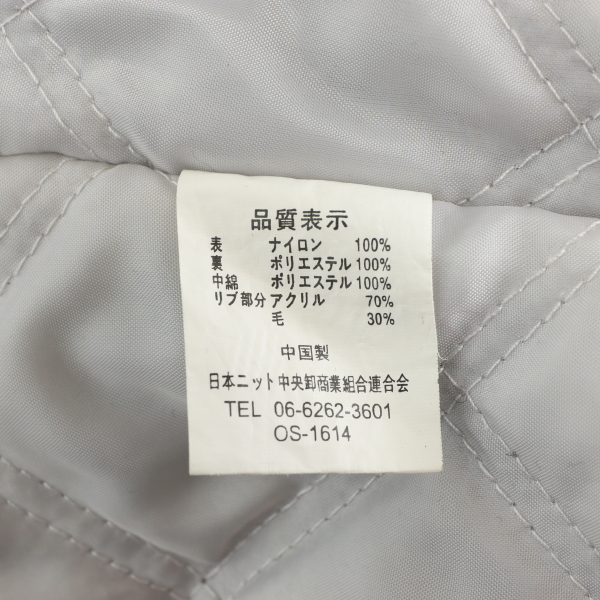 品質表示
表 ナイロン 100%
裏 ポリエステル 100%
中綿 ポリエステル 100%
リブ部分 アクリル 70%
毛 30%
中国製
日本ニット中央卸商業組合連合会
TEL 06-6262-3601
OS-1614